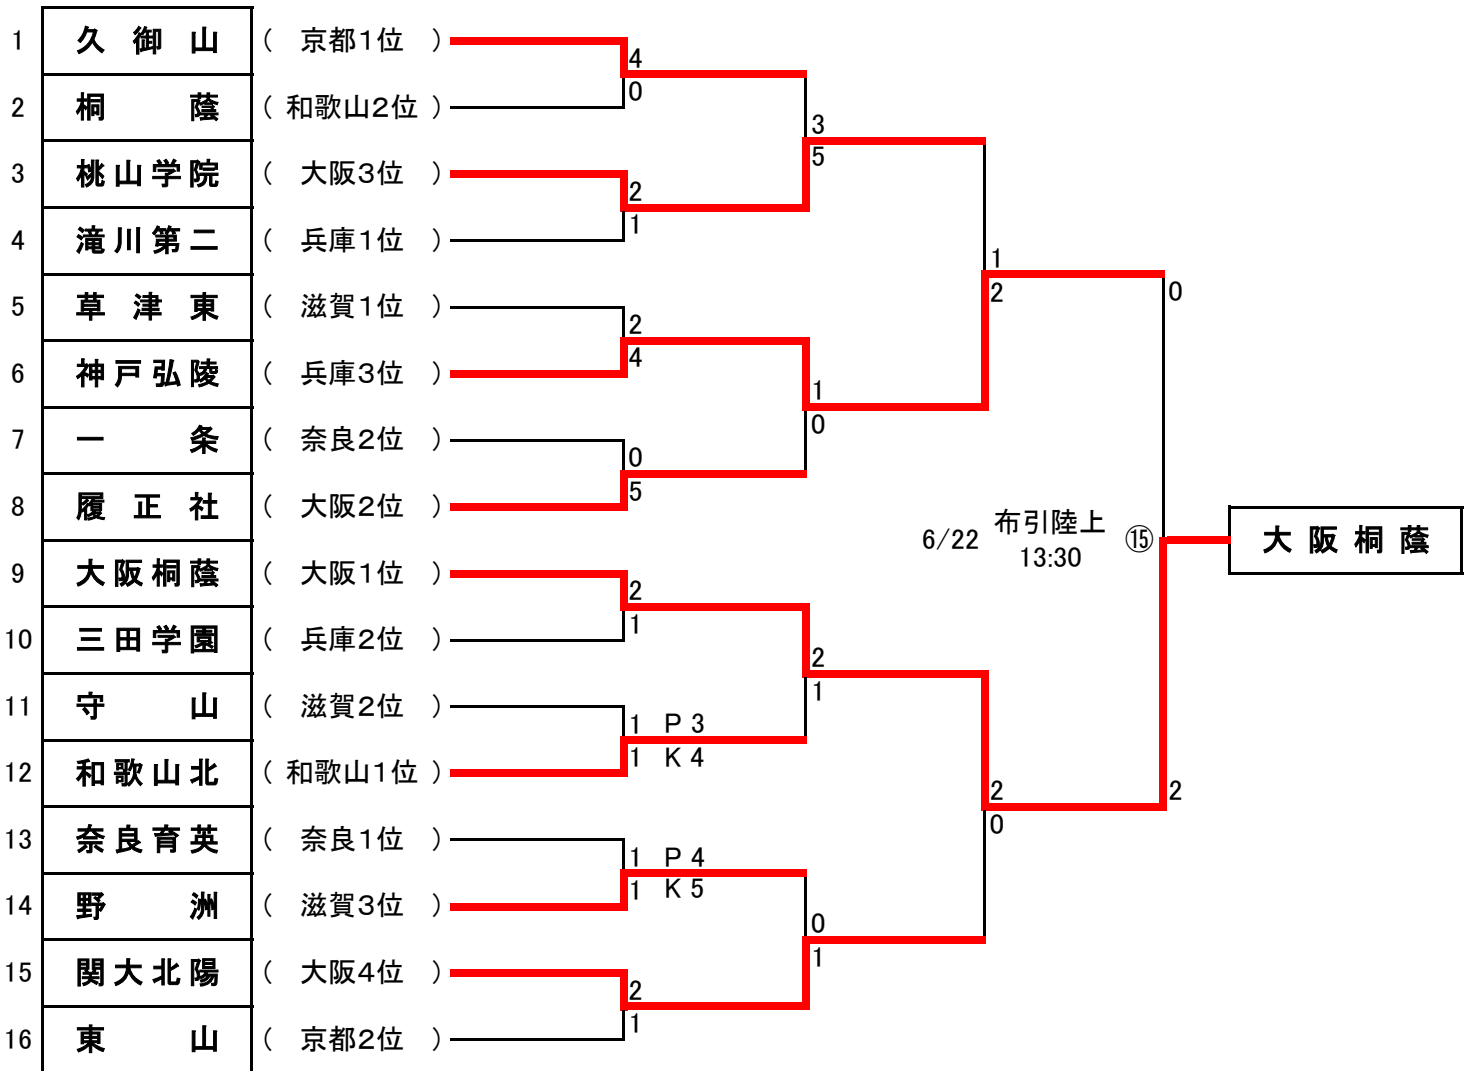 1 久御山 ( 京都1位 )
4
0
2 桐蔭 ( 和歌山2位 )
3
5
3 桃山学院 ( 大阪3位 )
2
1
4 滝川第二 ( 兵庫1位 )
1
2
0
5 草津東 ( 滋賀1位 )
2
4
6 神戸弘陵 ( 兵庫3位 )
1
0
7 一条 ( 奈良2位 )
0
5
8 履正社 ( 大阪2位 )
6/22 布引陸上 13:30 ⑮
大阪桐蔭
9 大阪桐蔭 ( 大阪1位 )
2
1
10 三田学園 ( 兵庫2位 )
2
1
11 守山 ( 滋賀2位 )
1 P 3
1 K 4
12 和歌山北 ( 和歌山1位 )
2
0
2
13 奈良育英 ( 奈良1位 )
1 P 4
1 K 5
14 野洲 ( 滋賀3位 )
0
1
15 関大北陽 ( 大阪4位 )
2
1
16 東山 ( 京都2位 )